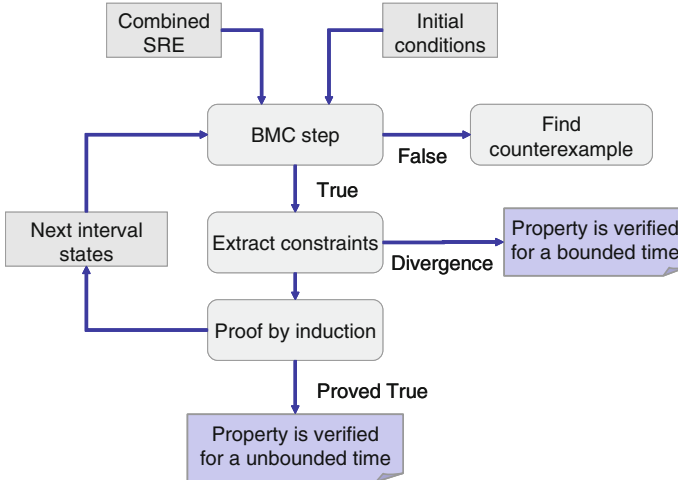 Combined
SRE
Initial
conditions
BMC step
False
Find
counterexample
True
Next interval
states
Extract constraints
Divergence
Property is verified
for a bounded time
Proof by induction
Proved True
Property is verified
for a unbounded time